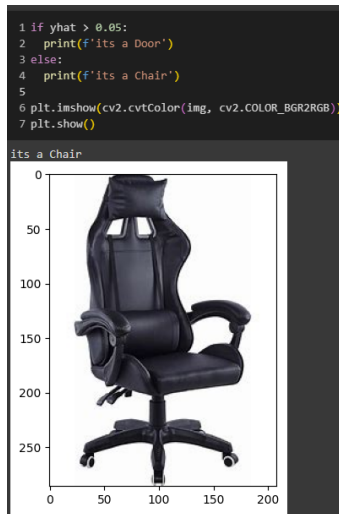 1 if yhat > 0.05:
2   print(f'its a Door')
3 else:
4   print(f'its a Chair')
5
6 plt.imshow(cv2.cvtColor(img, cv2.COLOR_BGR2RGB))
7 plt.show()
its a Chair
0
50
100
150
200
250
0 50 100 150 200